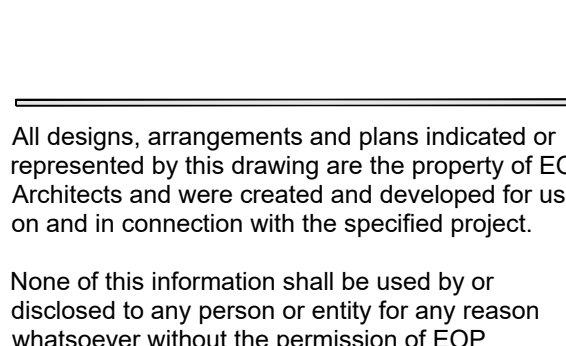 All designs, arrangements and plans indicated or
represented by this drawing are the property of EO
Architects and were created and developed for us
on and in connection with the specified project.
None of this information shall be used by or
disclosed to any person or entity for any reason
whatsoever without the permission of EOP